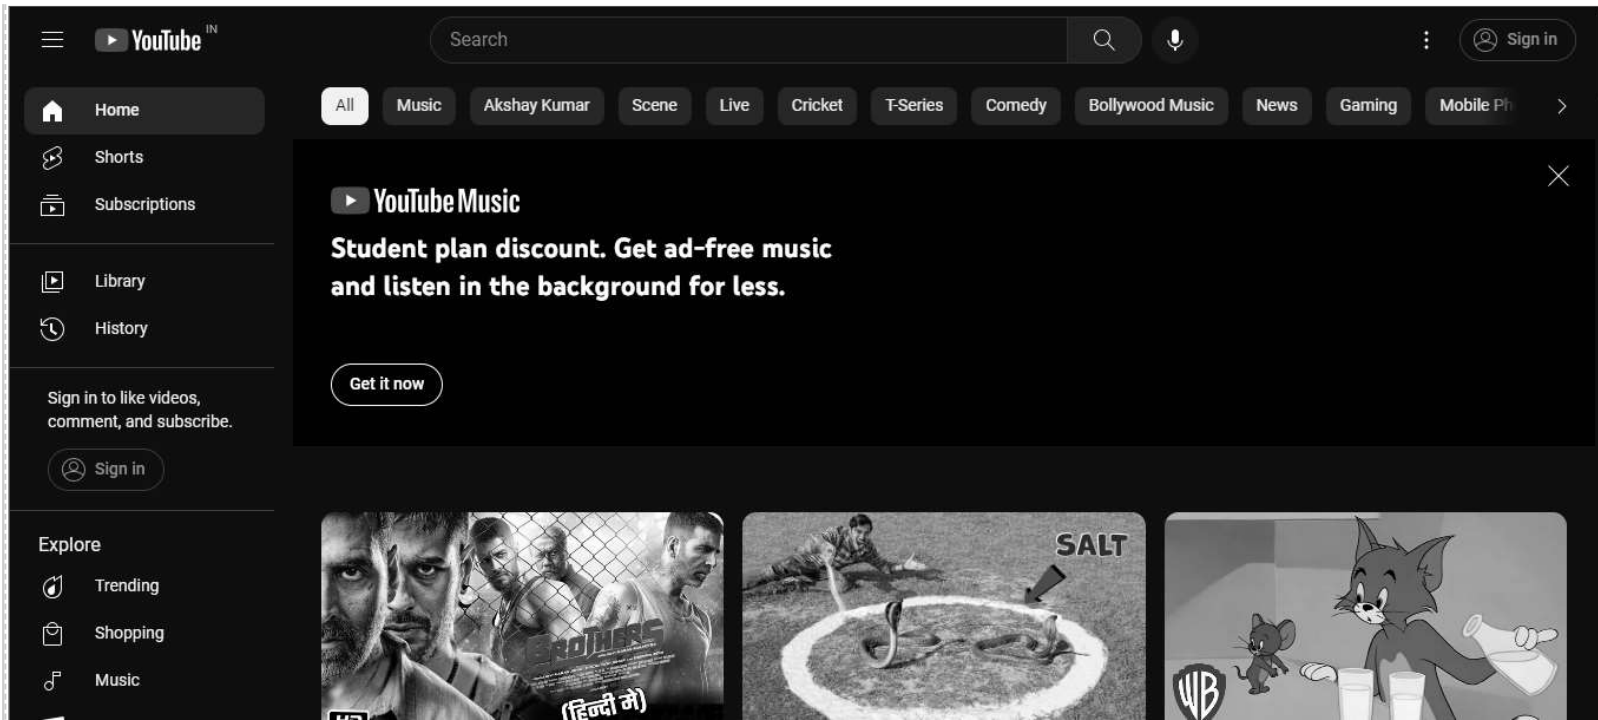 YouTube IN
Search
Sign in
Home
Shorts
Subscriptions
Library
History
Sign in to like videos,
comment, and subscribe.
Sign in
Explore
Trending
Shopping
Music
All Music Akshay Kumar Scene Live Cricket T-Series Comedy Bollywood Music News Gaming Mobile Ph
YouTube Music
Student plan discount. Get ad-free music
and listen in the background for less.
Get it now
BROTHERS
(हिन्दी में)
SALT
WB